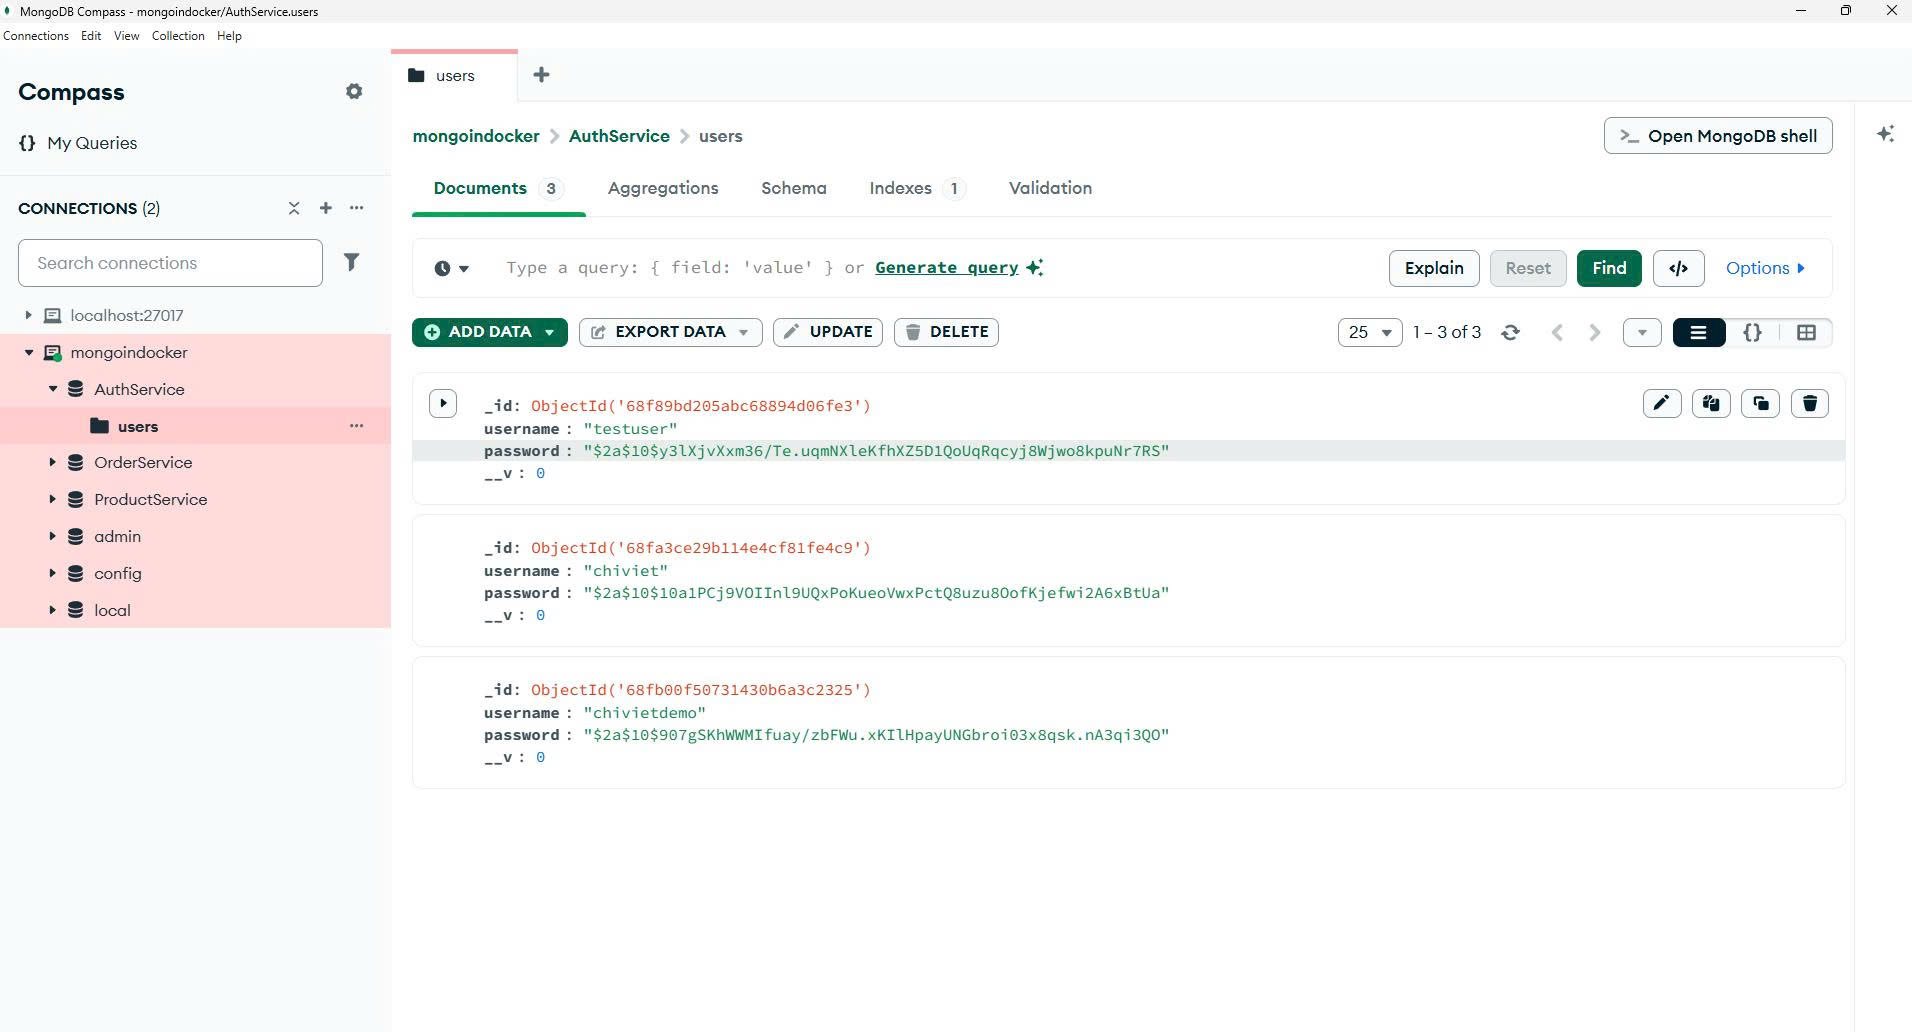 MongoDB Compass - mongoindocker/AuthService.users
Connections Edit View Collection Help
Compass
{} My Queries
CONNECTIONS (2)
Search connections
localhost:27017
mongoindocker
AuthService
users
OrderService
ProductService
admin
config
local
users
mongoindocker > AuthService > users
>_ Open MongoDB shell
Documents 3 Aggregations Schema Indexes 1 Validation
Type a query: { field: 'value' } or Generate query
Explain Reset Find </> Options
ADD DATA EXPORT DATA UPDATE DELETE
25 1 – 3 of 3 {}
_id: ObjectId('68f89bd205abc68894d06fe3')
username : "testuser"
password : "$2a$10$y3lXjvXxm36/Te.uqmNXleKfhXZ5D1QoUqRqcyj8Wjwo8kpuNr7RS"
__v : 0
_id: ObjectId('68fa3ce29b114e4cf81fe4c9')
username : "chiviet"
password : "$2a$10$10a1PCj9VOIInl9UQxPoKueoVwxPctQ8uzu8OofKjefwi2A6xBtUa"
__v : 0
_id: ObjectId('68fb00f50731430b6a3c2325')
username : "chivietdemo"
password : "$2a$10$907gSKhWWMIfuay/zbFWu.xKIlHpayUNGbroi03x8qsk.nA3qi3QO"
__v : 0